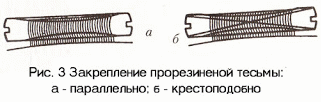 а
б
Рис. 3 Закрепление прорезиненой тесьмы:
а - параллельно; б - крестоподобно